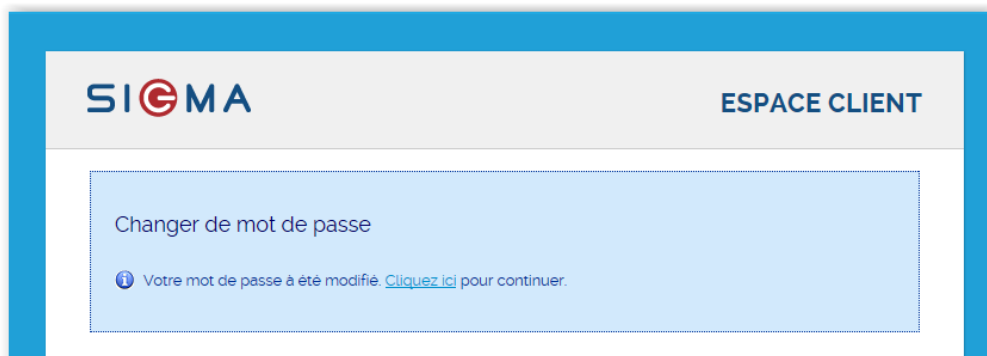 SIGMA
ESPACE CLIENT
Changer de mot de passe
Votre mot de passe à été modifié. Cliquez ici pour continuer.